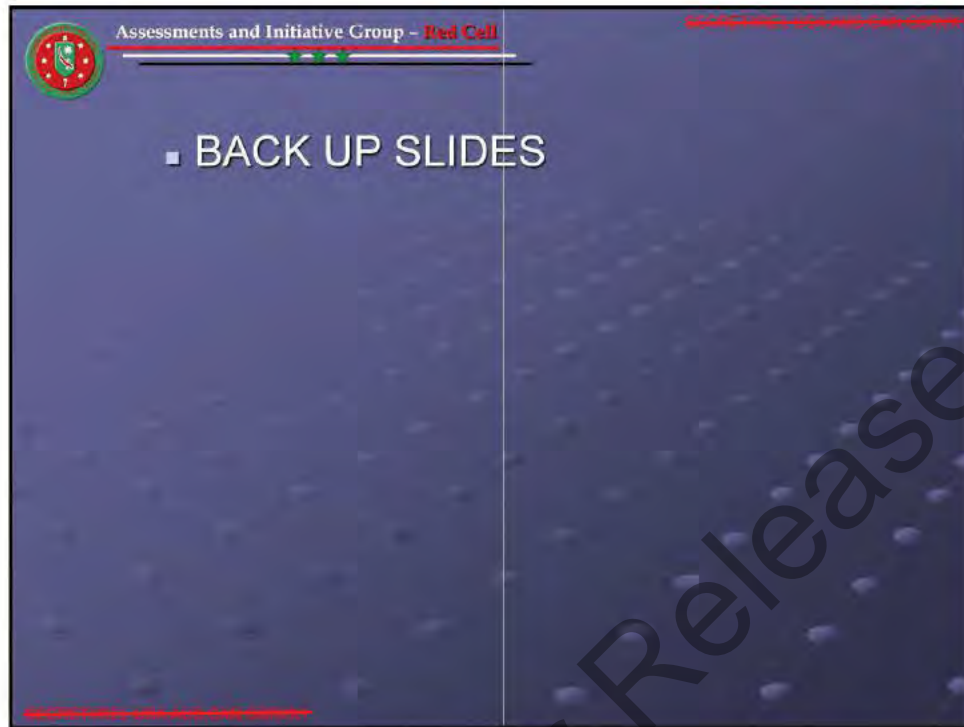 Assessments and Initiative Group – Red Cell
BACK UP SLIDES
Release